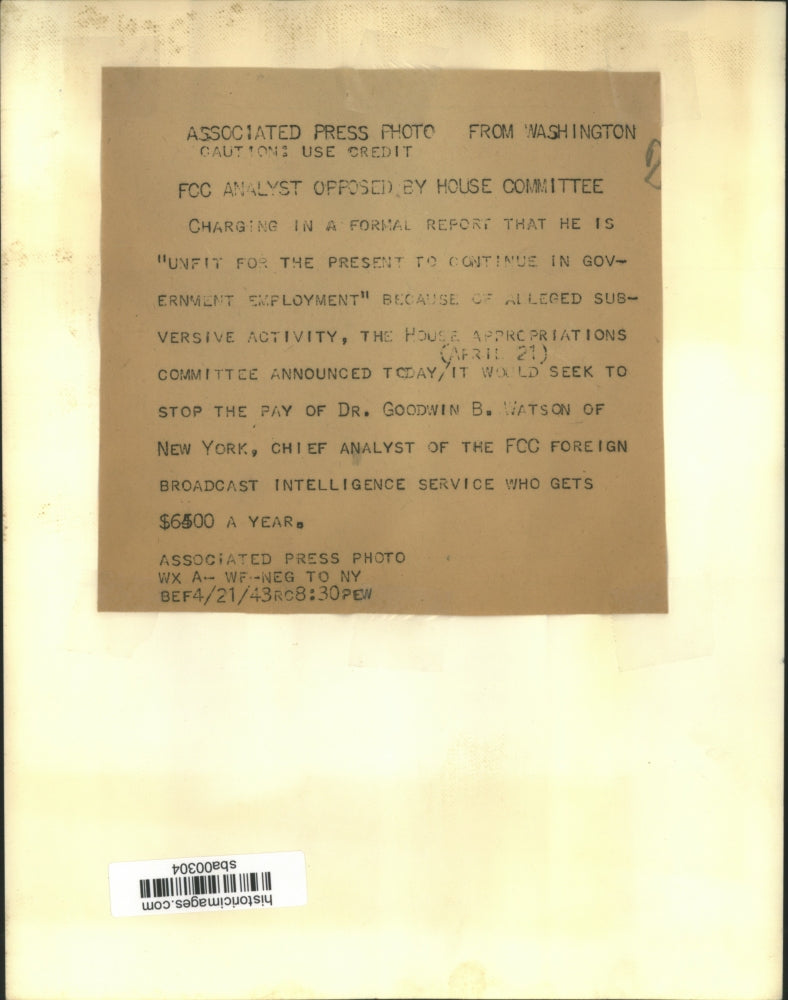 ASSOCIATED PRESS PHOTO FROM WASHINGTON
CAUTION: USE CREDIT
FCC ANALYST OPPOSED BY HOUSE COMMITTEE
CHARGING IN A FORMAL REPORT THAT HE IS
"UNFIT FOR THE PRESENT TO CONTINUE IN GOV-
ERNMENT EMPLOYMENT" BECAUSE OF ALLEGED SUB-
VERSIVE ACTIVITY, THE HOUSE APPROPRIATIONS
(APRIL 21)
COMMITTEE ANNOUNCED TODAY/IT WOULD SEEK TO
STOP THE PAY OF DR. GOODWIN B. WATSON OF
NEW YORK, CHIEF ANALYST OF THE FCC FOREIGN
BROADCAST INTELLIGENCE SERVICE WHO GETS
$6500 A YEAR.
ASSOCIATED PRESS PHOTO
WX A-- WF--NEG TO NY
BEF4/21/43RC8:30PEW
sba00304
historicimages.com